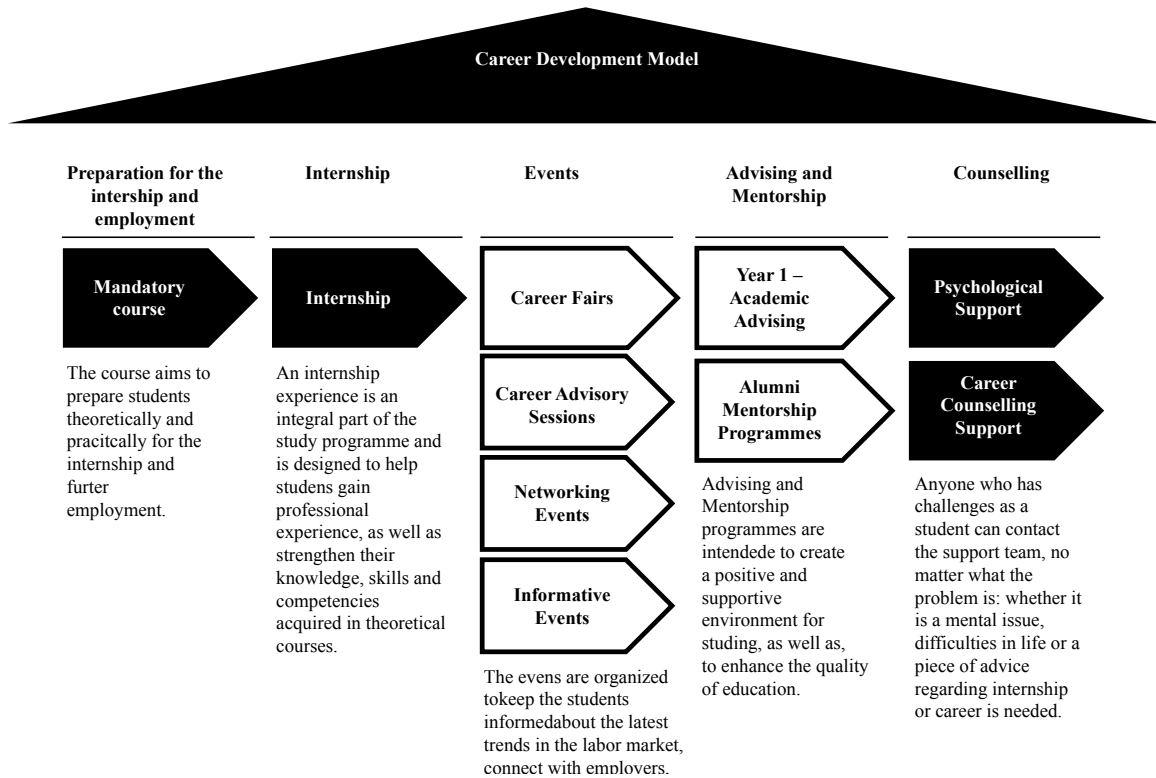 Career Development Model
Preparation for the
intership and
employment
Mandatory
course
The course aims to
prepare students
theoretically and
pracitcally for the
internship and
furter
employment.
Internship
Internship
An internship
experience is an
integral part of the
study programme and
is designed to help
studens gain
professional
experience, as well as
strengthen their
knowledge, skills and
competencies
acquired in theoretical
courses.
Events
Career Fairs
Career Advisory
Sessions
Networking
Events
Informative
Events
The evens are organized
tokeep the students
informedabout the latest
trends in the labor market,
connect with employers,
Advising and
Mentorship
Year 1 –
Academic
Advising
Alumni
Mentorship
Programmes
Advising and
Mentorship
programmes are
intendede to create
a positive and
supportive
environment for
studing, as well as,
to enhance the quality
of education.
Counselling
Psychological
Support
Career
Counselling
Support
Anyone who has
challenges as a
student can contact
the support team, no
matter what the
problem is: whether it
is a mental issue,
difficulties in life or a
piece of advice
regarding internship
or career is needed.